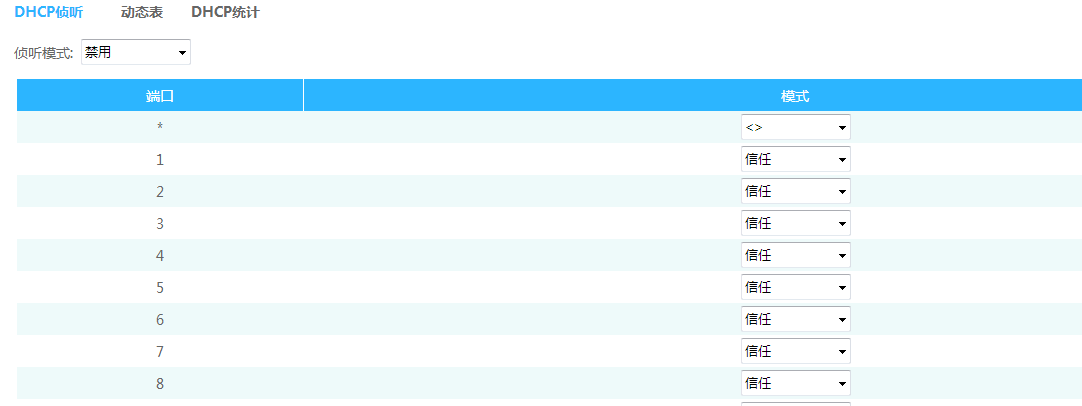 DHCP侦听 动态表 DHCP统计
侦听模式: 禁用
端口 模式
* <>
1 信任
2 信任
3 信任
4 信任
5 信任
6 信任
7 信任
8 信任